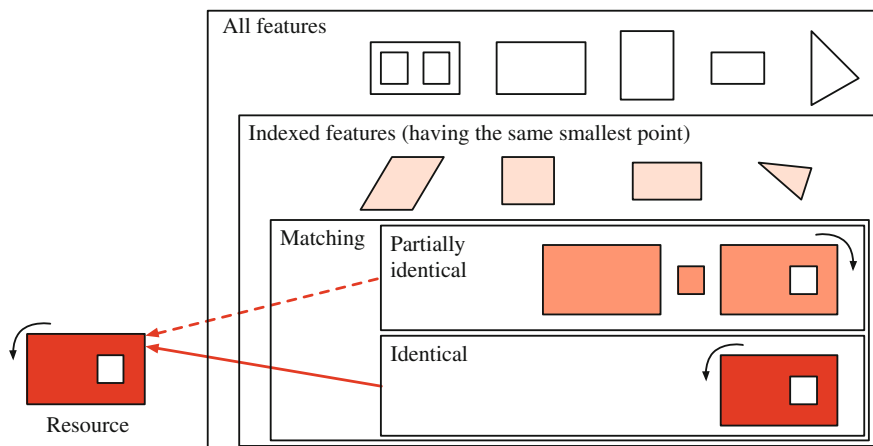 All features
Indexed features (having the same smallest point)
Matching
Partially
identical
Identical
Resource